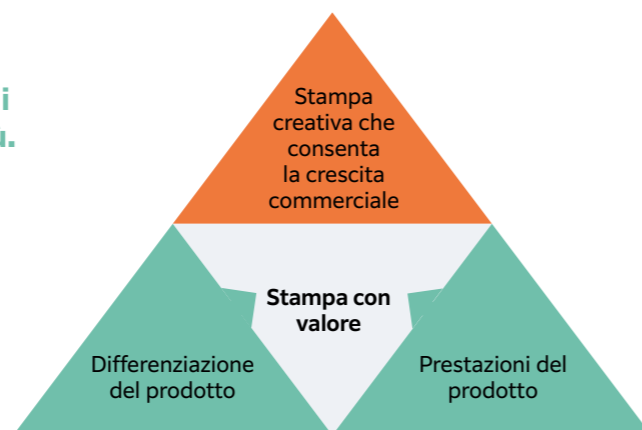 i
u.
Stampa
creativa che
consenta
la crescita
commerciale
Stampa con
valore
Differenziazione
del prodotto
Prestazioni del
prodotto